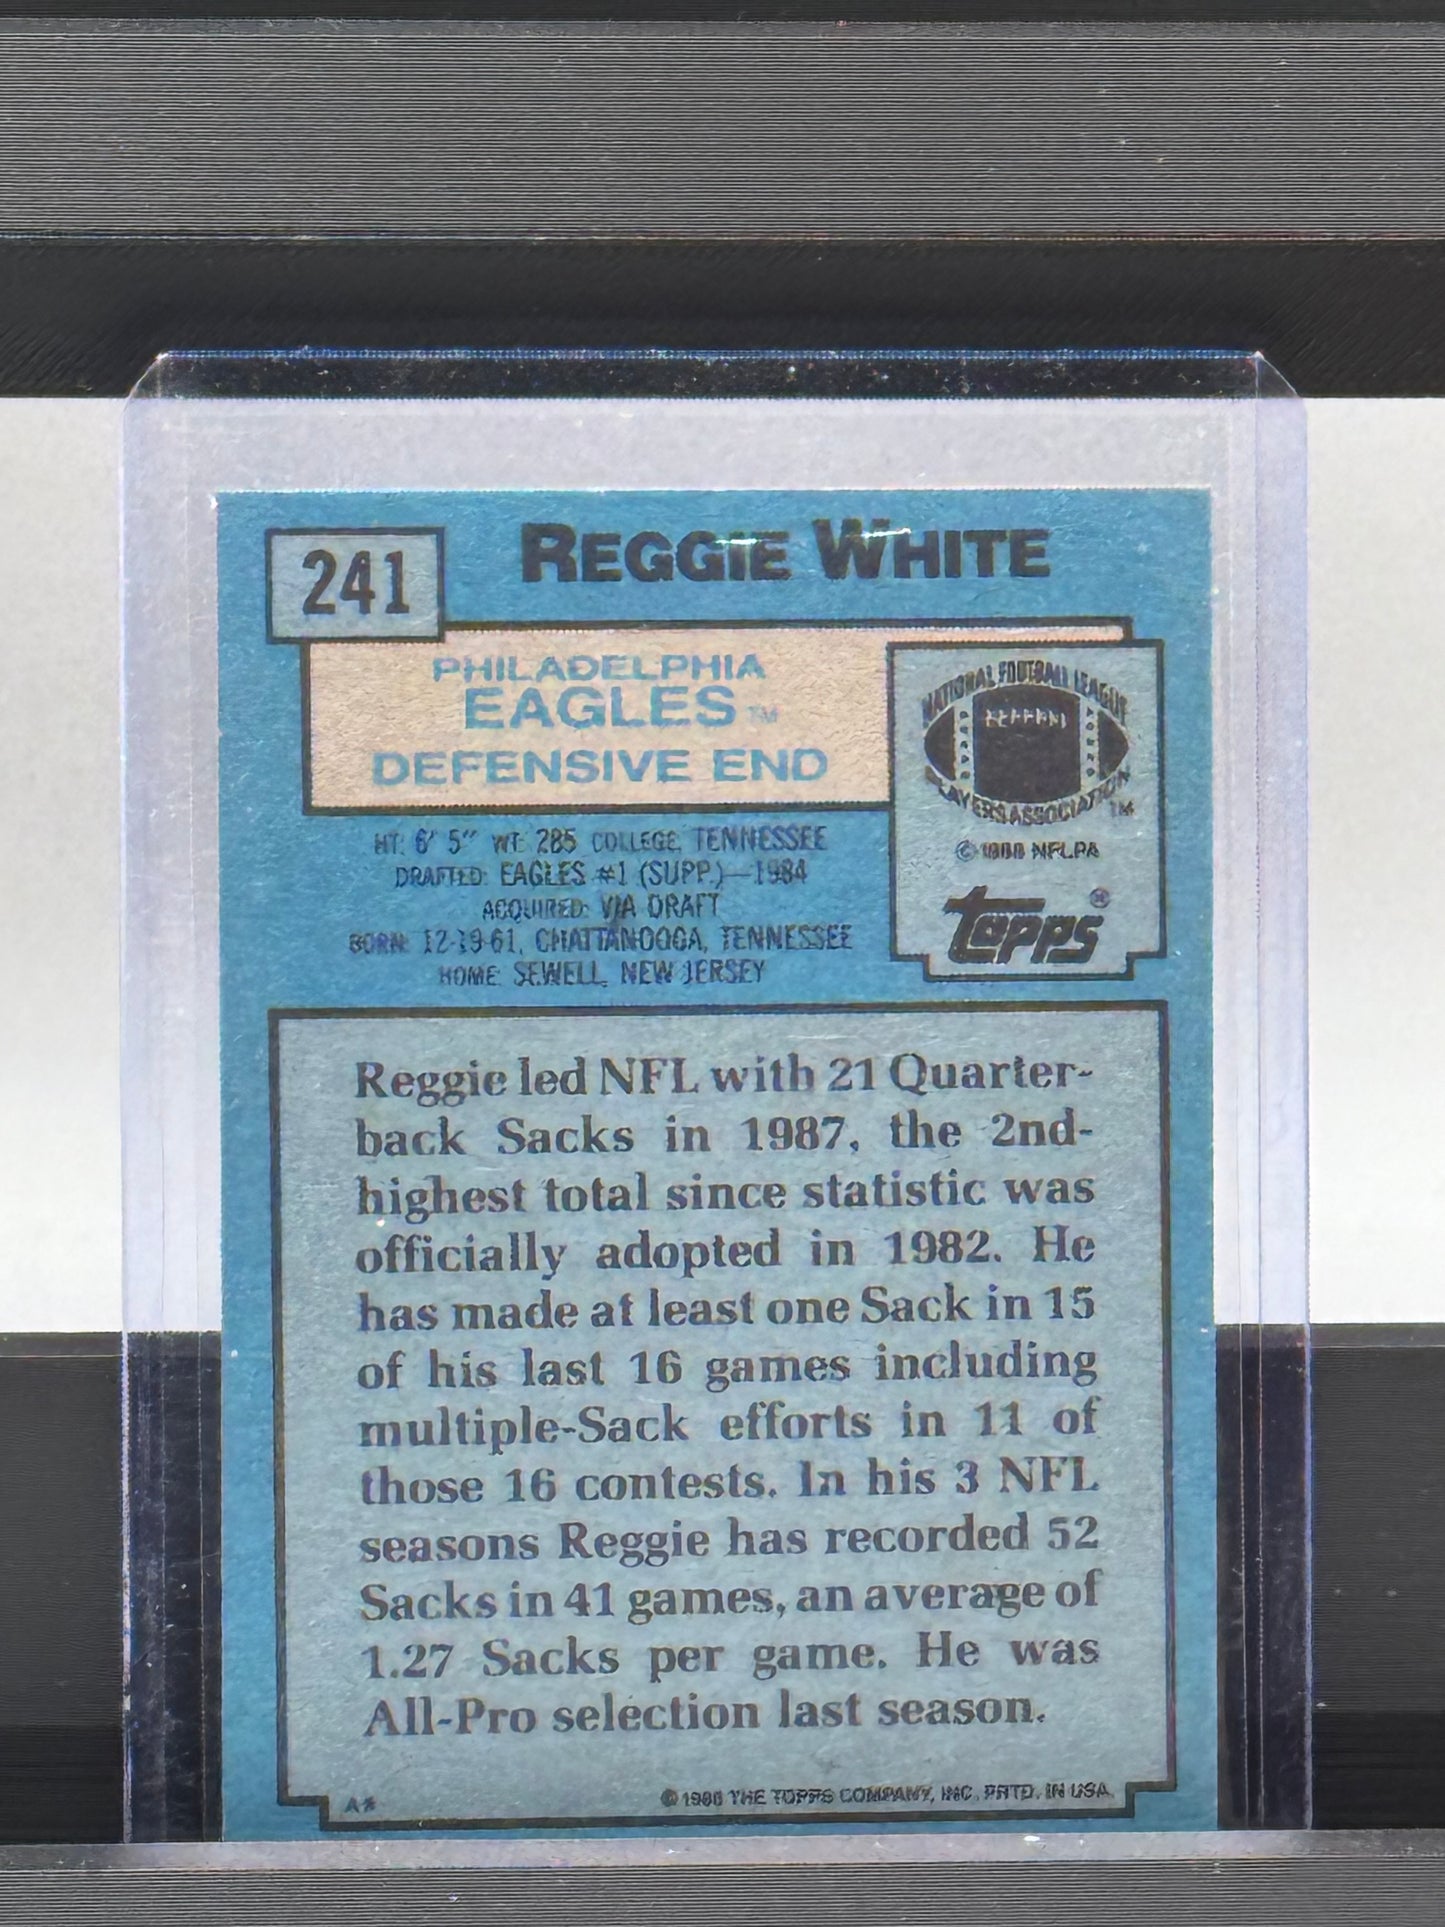 241
REGGIE WHITE
PHILADELPHIA
EAGLES TM
DEFENSIVE END
NATIONAL FOOTBALL LEAGUE
PLAYERS ASSOCIATION TM
© 1988 NFLPA
topps ®
HT: 6' 5" WT: 285 COLLEGE: TENNESSEE
DRAFTED: EAGLES #1 (SUPP.)—1984
ACQUIRED: VIA DRAFT
BORN: 12-19-61, CHATTANOOGA, TENNESSEE
HOME: SEWELL, NEW JERSEY
Reggie led NFL with 21 Quarter-
back Sacks in 1987, the 2nd-
highest total since statistic was
officially adopted in 1982. He
has made at least one Sack in 15
of his last 16 games including
multiple-Sack efforts in 11 of
those 16 contests. In his 3 NFL
seasons Reggie has recorded 52
Sacks in 41 games, an average of
1.27 Sacks per game. He was
All-Pro selection last season.
A*
© 1988 THE TOPPS COMPANY, INC. PRTD. IN USA